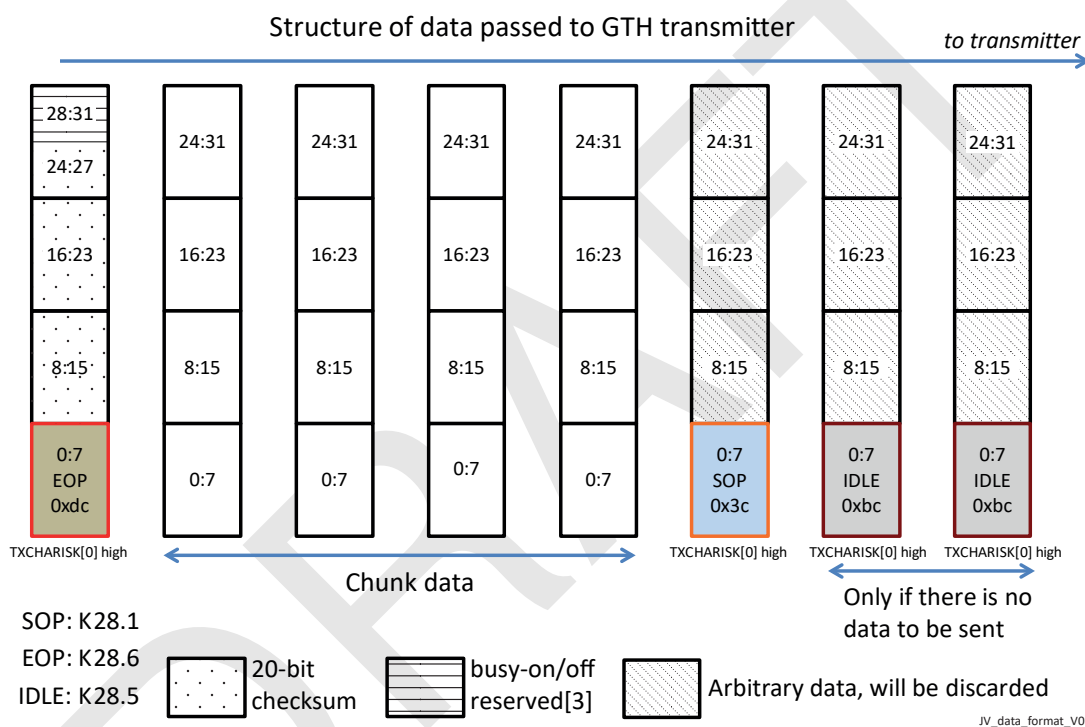 Structure of data passed to GTH transmitter
to transmitter
28:31
24:27
16:23
8:15
0:7
EOP
0xdc
TXCHARISK[0] high
24:31
16:23
8:15
0:7
24:31
16:23
8:15
0:7
24:31
16:23
8:15
0:7
24:31
16:23
8:15
0:7
24:31
16:23
8:15
0:7
SOP
0x3c
TXCHARISK[0] high
24:31
16:23
8:15
0:7
IDLE
0xbc
TXCHARISK[0] high
24:31
16:23
8:15
0:7
IDLE
0xbc
TXCHARISK[0] high
Chunk data
Only if there is no
data to be sent
SOP: K28.1
EOP: K28.6
IDLE: K28.5
20-bit
checksum
busy-on/off
reserved[3]
Arbitrary data, will be discarded
JV_data_format_V0
DRAFT